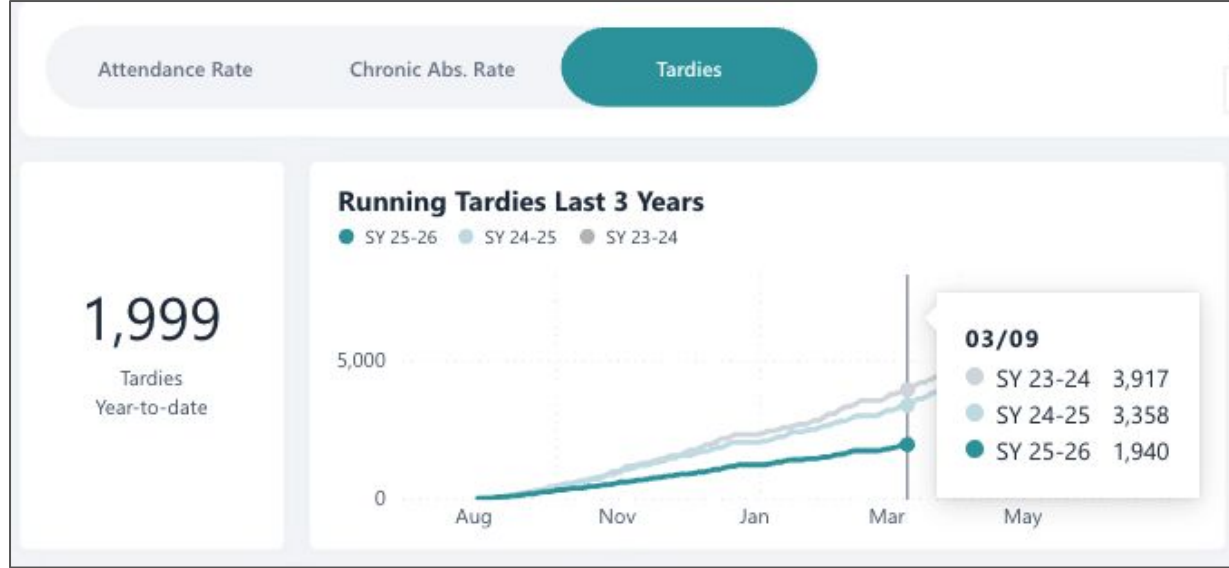 Attendance Rate Chronic Abs. Rate Tardies
1,999
Tardies
Year-to-date
Running Tardies Last 3 Years
SY 25-26 SY 24-25 SY 23-24
5,000
0
Aug Nov Jan Mar May
03/09
SY 23-24 3,917
SY 24-25 3,358
SY 25-26 1,940